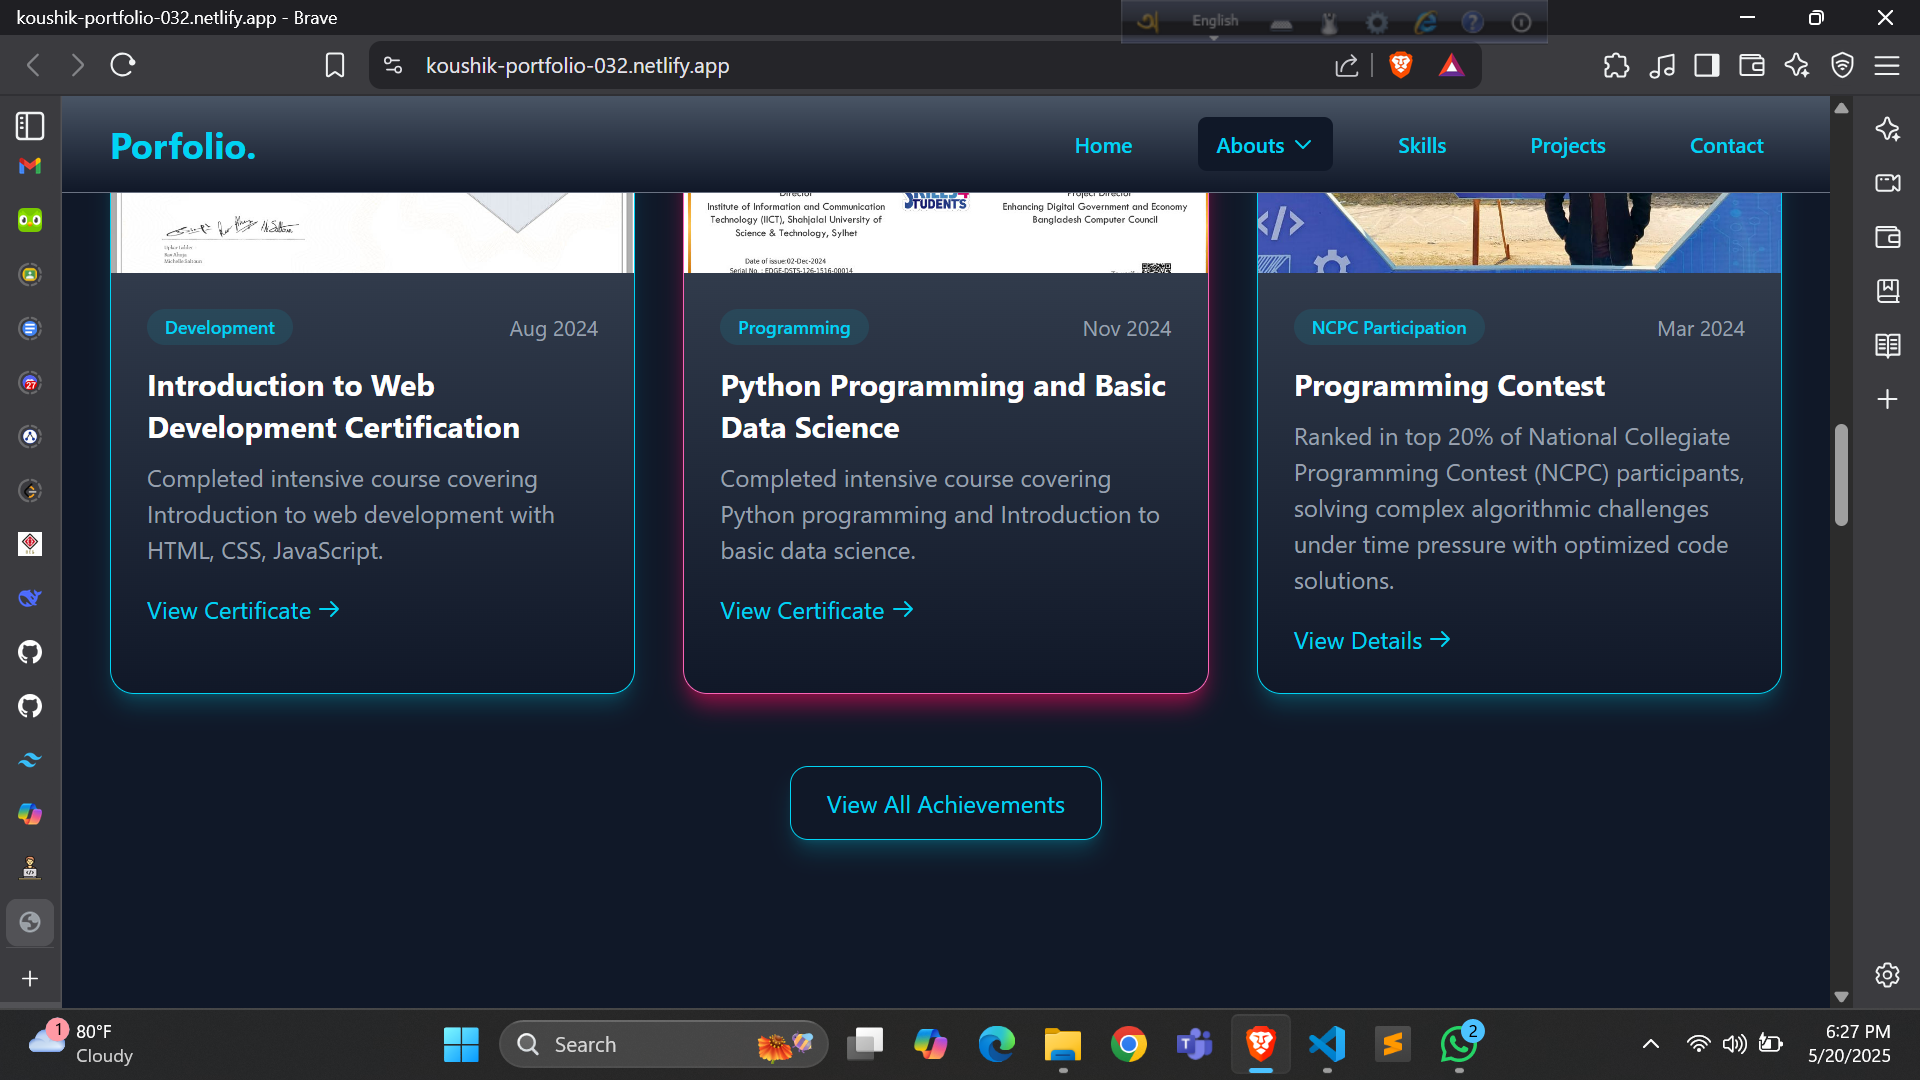 koushik-portfolio-032.netlify.app - Brave
অ English
koushik-portfolio-032.netlify.app
Porfolio.
Home
Abouts
Skills
Projects
Contact
Director
Institute of Information and Communication
Technology (IICT), Shahjalal University of
Science & Technology, Sylhet
Date of issue:02-Dec-2024
Serial No. : EDGE-DSTS-126-1516-00014
STUDENTS
Project Director
Enhancing Digital Government and Economy
Bangladesh Computer Council
</>
Development
Aug 2024
Introduction to Web
Development Certification
Completed intensive course covering
Introduction to web development with
HTML, CSS, JavaScript.
View Certificate →
Programming
Nov 2024
Python Programming and Basic
Data Science
Completed intensive course covering
Python programming and Introduction to
basic data science.
View Certificate →
NCPC Participation
Mar 2024
Programming Contest
Ranked in top 20% of National Collegiate
Programming Contest (NCPC) participants,
solving complex algorithmic challenges
under time pressure with optimized code
solutions.
View Details →
View All Achievements
27
1
80°F
Cloudy
Search
2
6:27 PM
5/20/2025